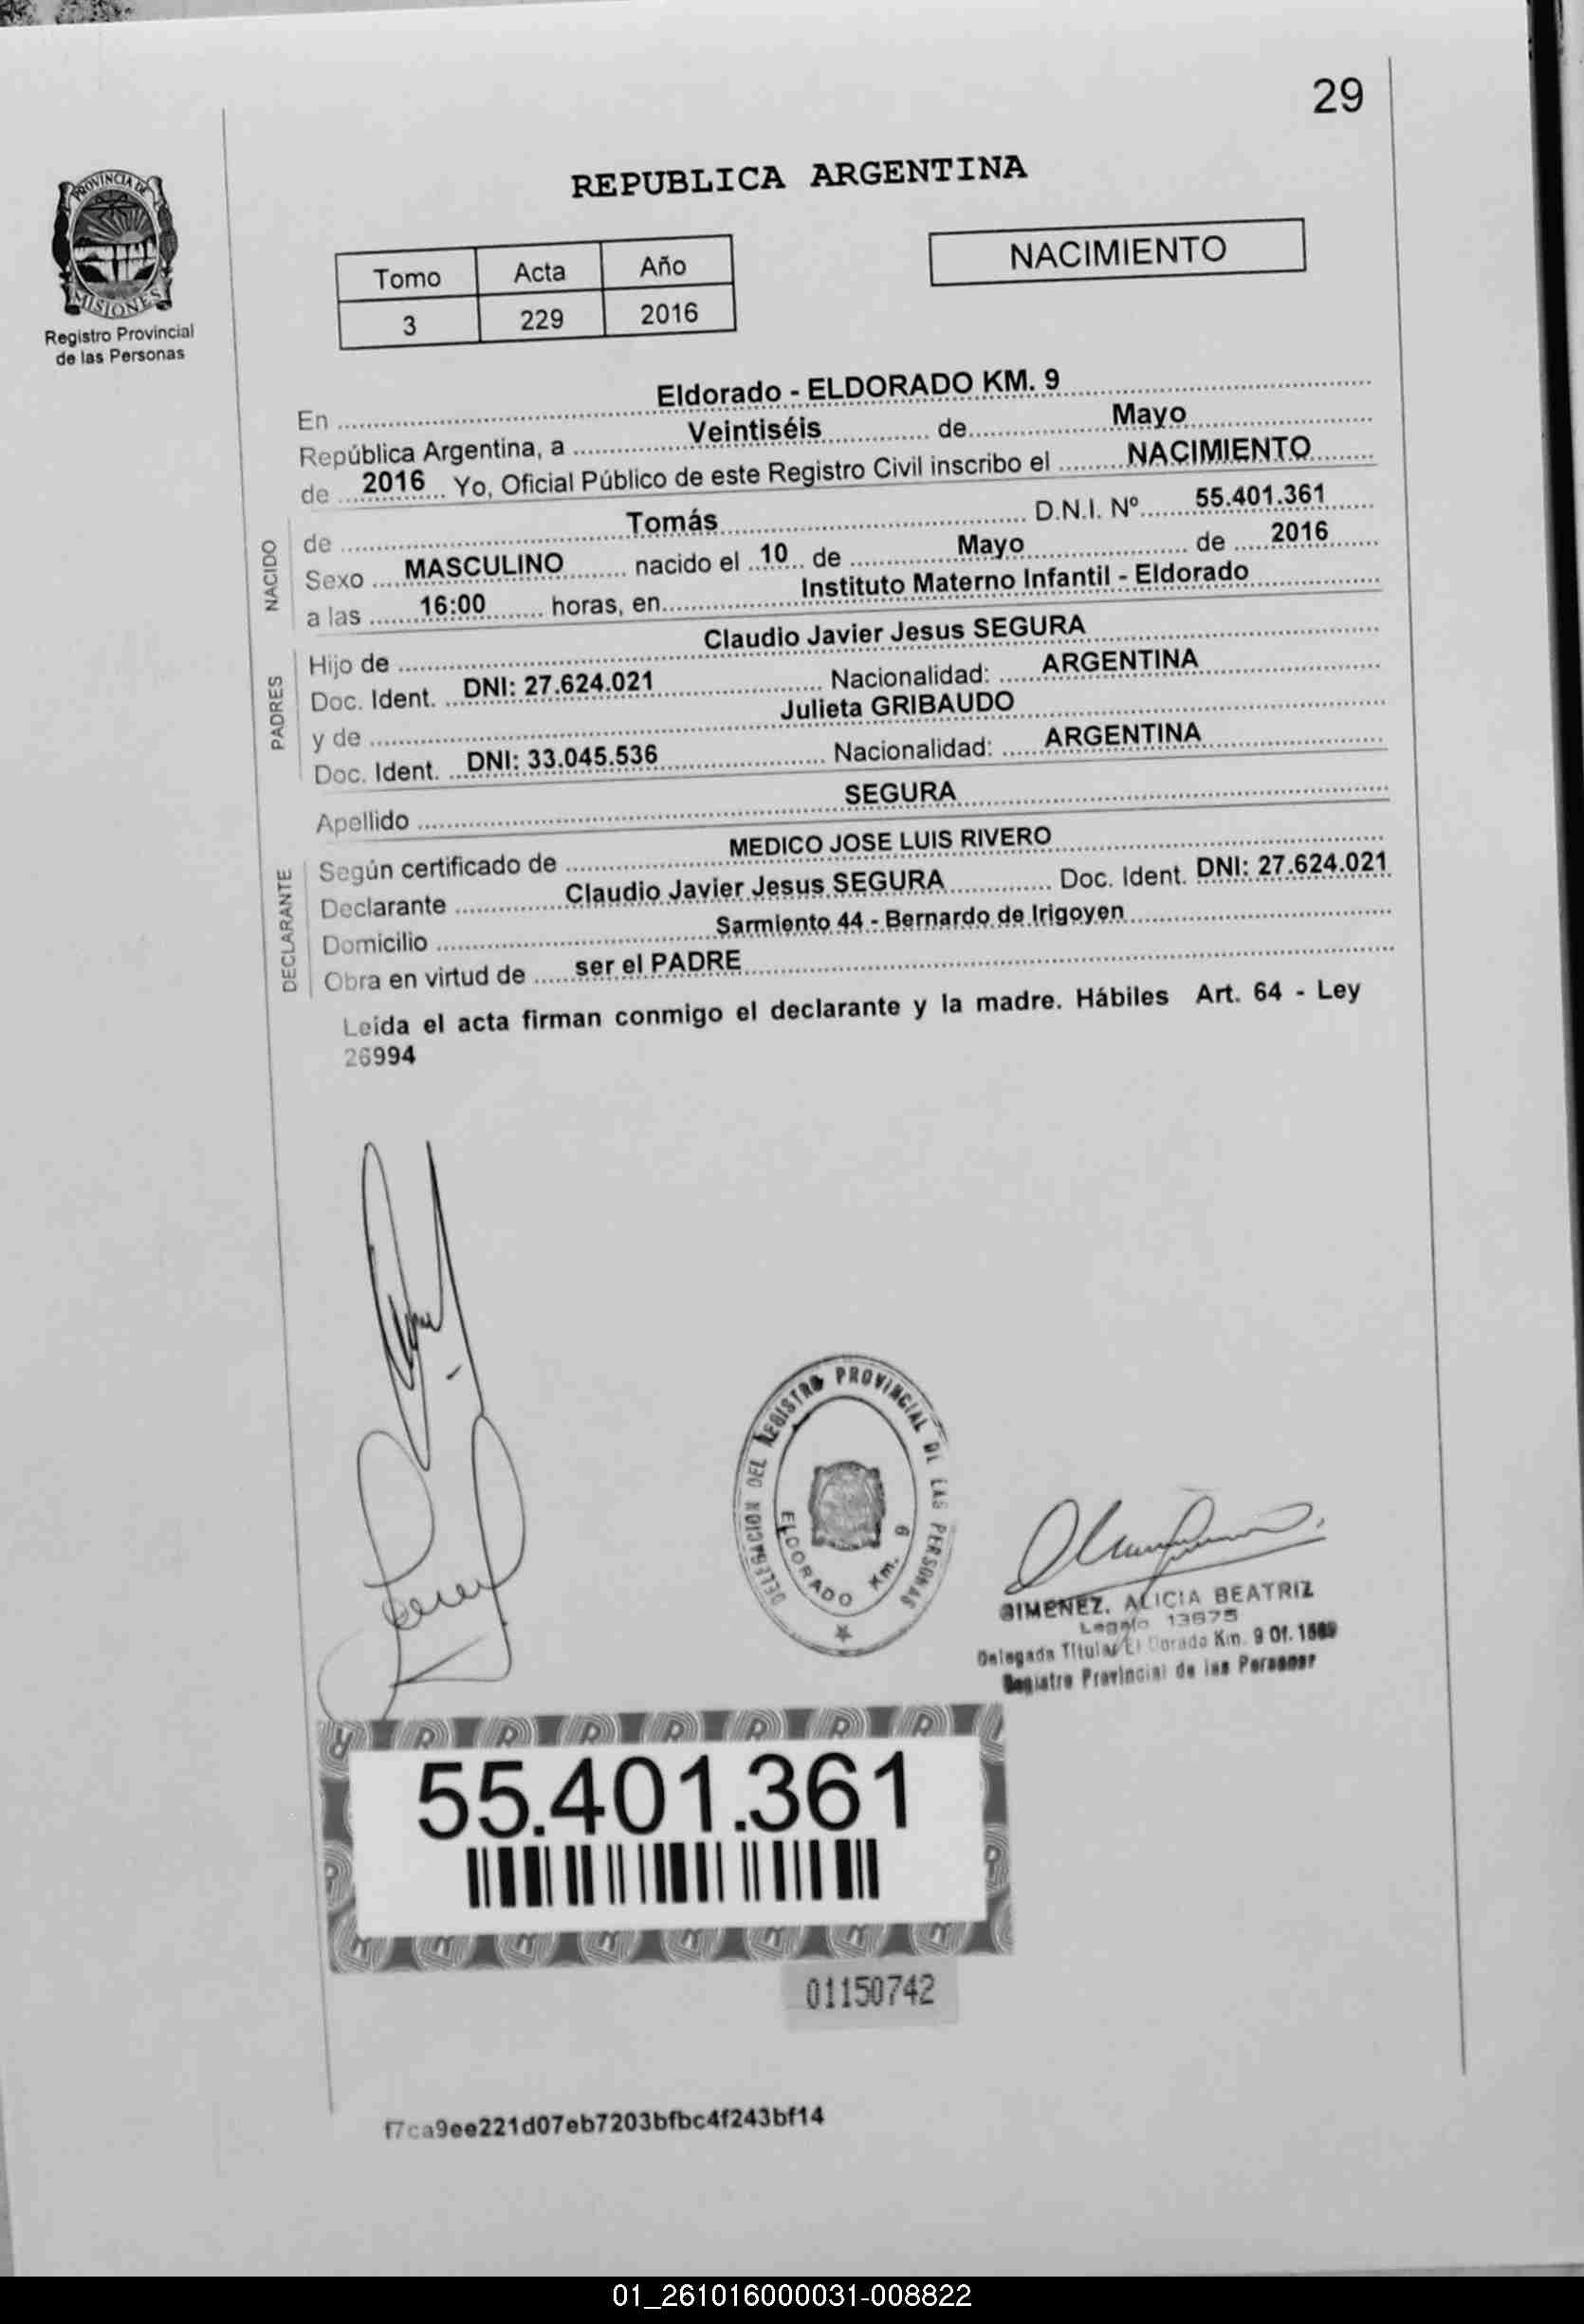 29
PROVINCIA DE
MISIONES
Registro Provincial
de las Personas
REPUBLICA ARGENTINA
Tomo Acta Año
3 229 2016
NACIMIENTO
En Eldorado - ELDORADO KM. 9
República Argentina, a Veintiséis de Mayo
de 2016 Yo, Oficial Público de este Registro Civil inscribo el NACIMIENTO
NACIDO
de Tomás D.N.I. Nº 55.401.361
Sexo MASCULINO nacido el 10 de Mayo de 2016
a las 16:00 horas, en Instituto Materno Infantil - Eldorado
PADRES
Hijo de Claudio Javier Jesus SEGURA
Doc. Ident. DNI: 27.624.021 Nacionalidad: ARGENTINA
y de Julieta GRIBAUDO
Doc. Ident. DNI: 33.045.536 Nacionalidad: ARGENTINA
Apellido SEGURA
DECLARANTE
Según certificado de MEDICO JOSE LUIS RIVERO
Declarante Claudio Javier Jesus SEGURA Doc. Ident. DNI: 27.624.021
Domicilio Sarmiento 44 - Bernardo de Irigoyen
Obra en virtud de ser el PADRE
Leída el acta firman conmigo el declarante y la madre. Hábiles Art. 64 - Ley
26994
DELEGACION DEL REGISTRO PROVINCIAL DE LAS PERSONAS
ELDORADO Km. 9
GIMENEZ, ALICIA BEATRIZ
Legajo 13675
Delegada Titular El Dorado Km. 9 Of.
Registro Provincial de las Personas
55.401.361
01150742
f7ca9ee221d07eb7203bfbc4f243bf14
01_261016000031-008822